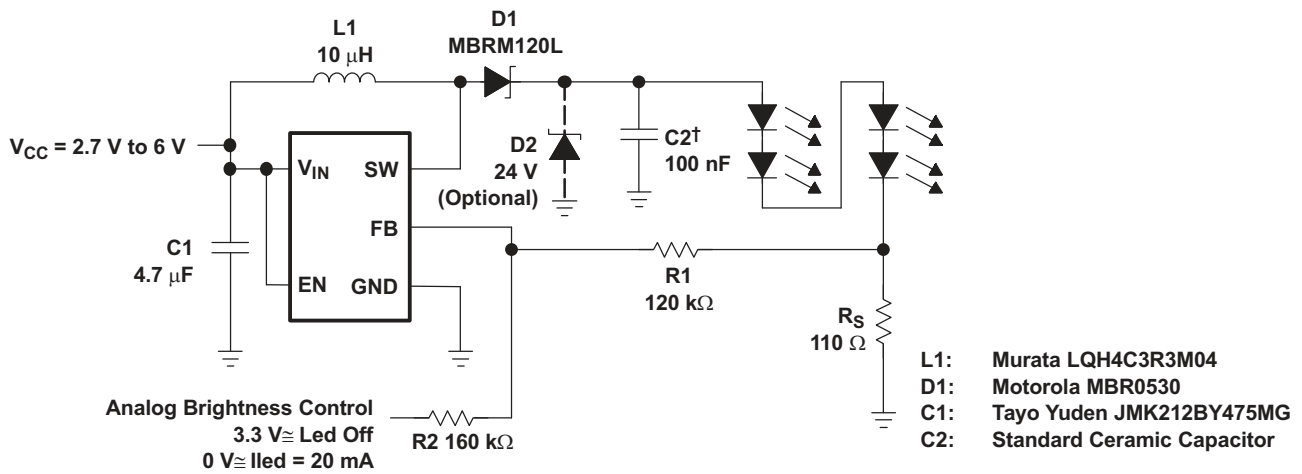 D1
MBRM120L
L1
10 μH
V_CC = 2.7 V to 6 V
V_IN
SW
D2
24 V
(Optional)
C2†
100 nF
FB
C1
4.7 μF
EN
GND
R1
120 kΩ
R_S
110 Ω
Analog Brightness Control
3.3 V≅ Led Off
0 V≅ Iled = 20 mA
R2 160 kΩ
L1: Murata LQH4C3R3M04
D1: Motorola MBR0530
C1: Tayo Yuden JMK212BY475MG
C2: Standard Ceramic Capacitor